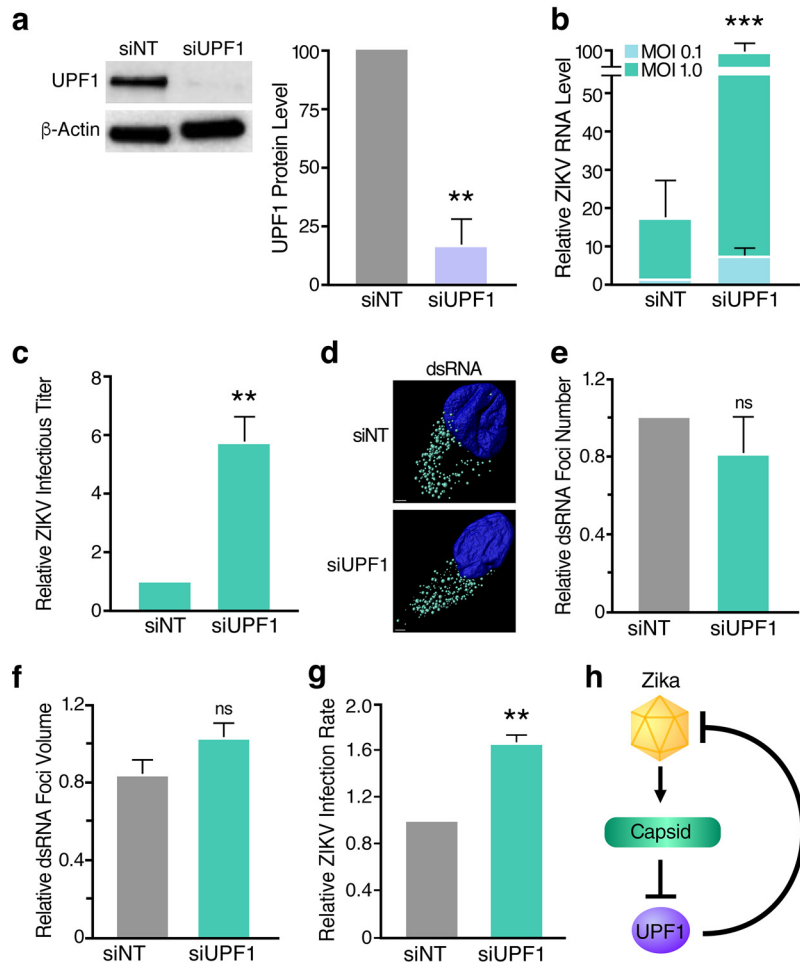 a
siNT siUPF1
UPF1
β-Actin
UPF1 Protein Level
100
75
50
25
0
**
siNT siUPF1
b
Relative ZIKV RNA Level
100
50
40
30
20
10
0
MOI 0.1
MOI 1.0
***
siNT siUPF1
c
Relative ZIKV Infectious Titer
8
6
4
2
0
**
siNT siUPF1
d
dsRNA
siNT
siUPF1
e
Relative dsRNA Foci Number
1.2
0.8
0.4
0
ns
siNT siUPF1
f
Relative dsRNA Foci Volume
1.2
0.8
0.4
0
ns
siNT siUPF1
g
Relative ZIKV Infection Rate
2.0
1.6
1.2
0.8
0.4
0
**
siNT siUPF1
h
Zika
Capsid
UPF1